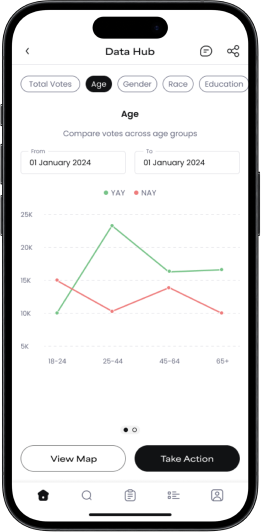 Data Hub
Total Votes Age Gender Race Education
Age
Compare votes across age groups
From To
01 January 2024 01 January 2024
YAY NAY
25K
20K
15K
10K
5K
18-24 25-44 45-64 65+
View Map Take Action